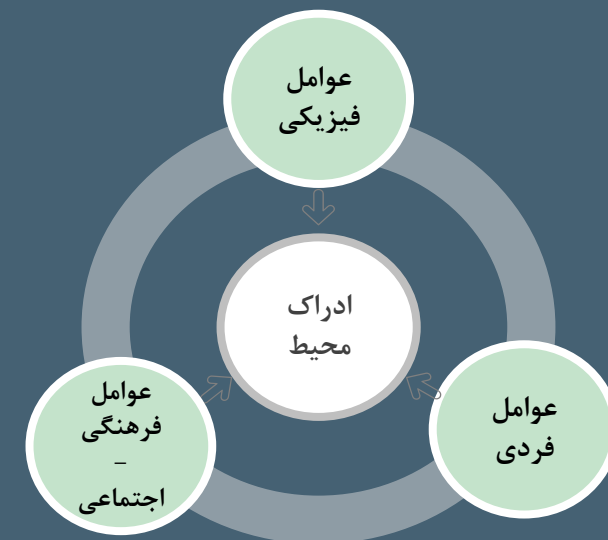 عوامل
فیزیکی
ادراک
محیط
عوامل
فردی
عوامل
فرهنگی
–
اجتماعی